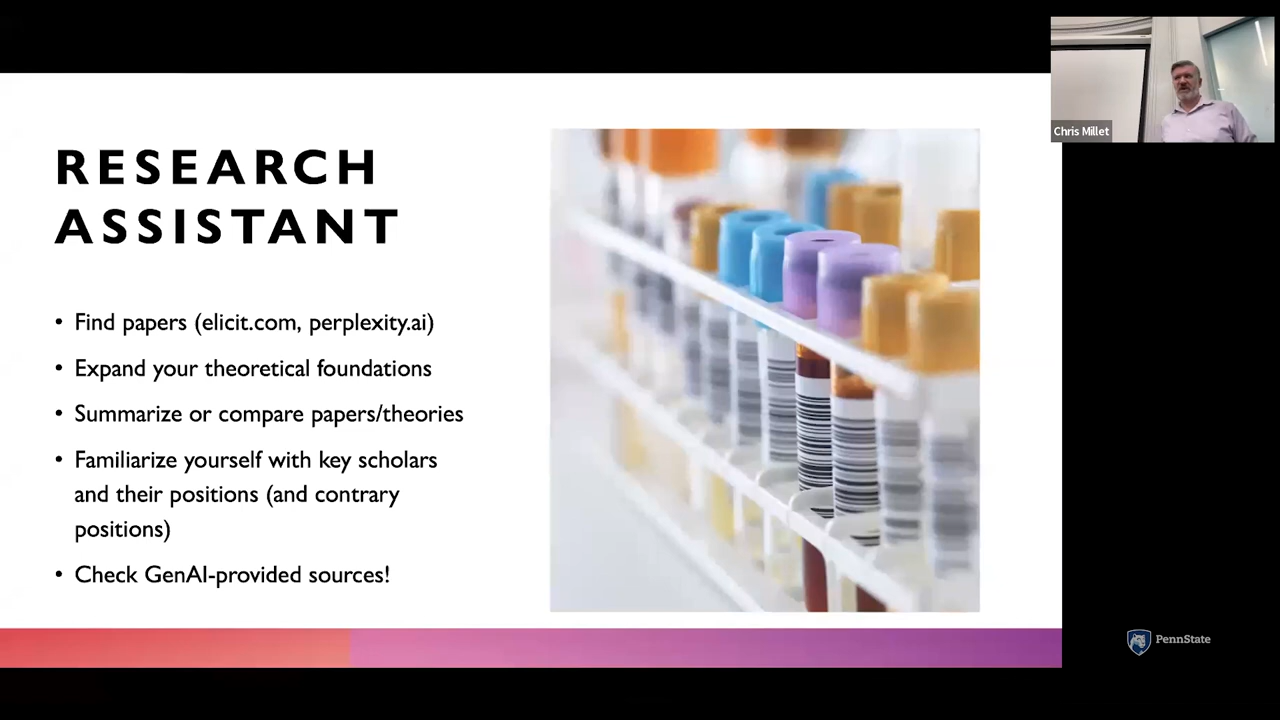 RESEARCH
ASSISTANT
• Find papers (elicit.com, perplexity.ai)
• Expand your theoretical foundations
• Summarize or compare papers/theories
• Familiarize yourself with key scholars
and their positions (and contrary
positions)
• Check GenAI-provided sources!
Chris Millet
PennState